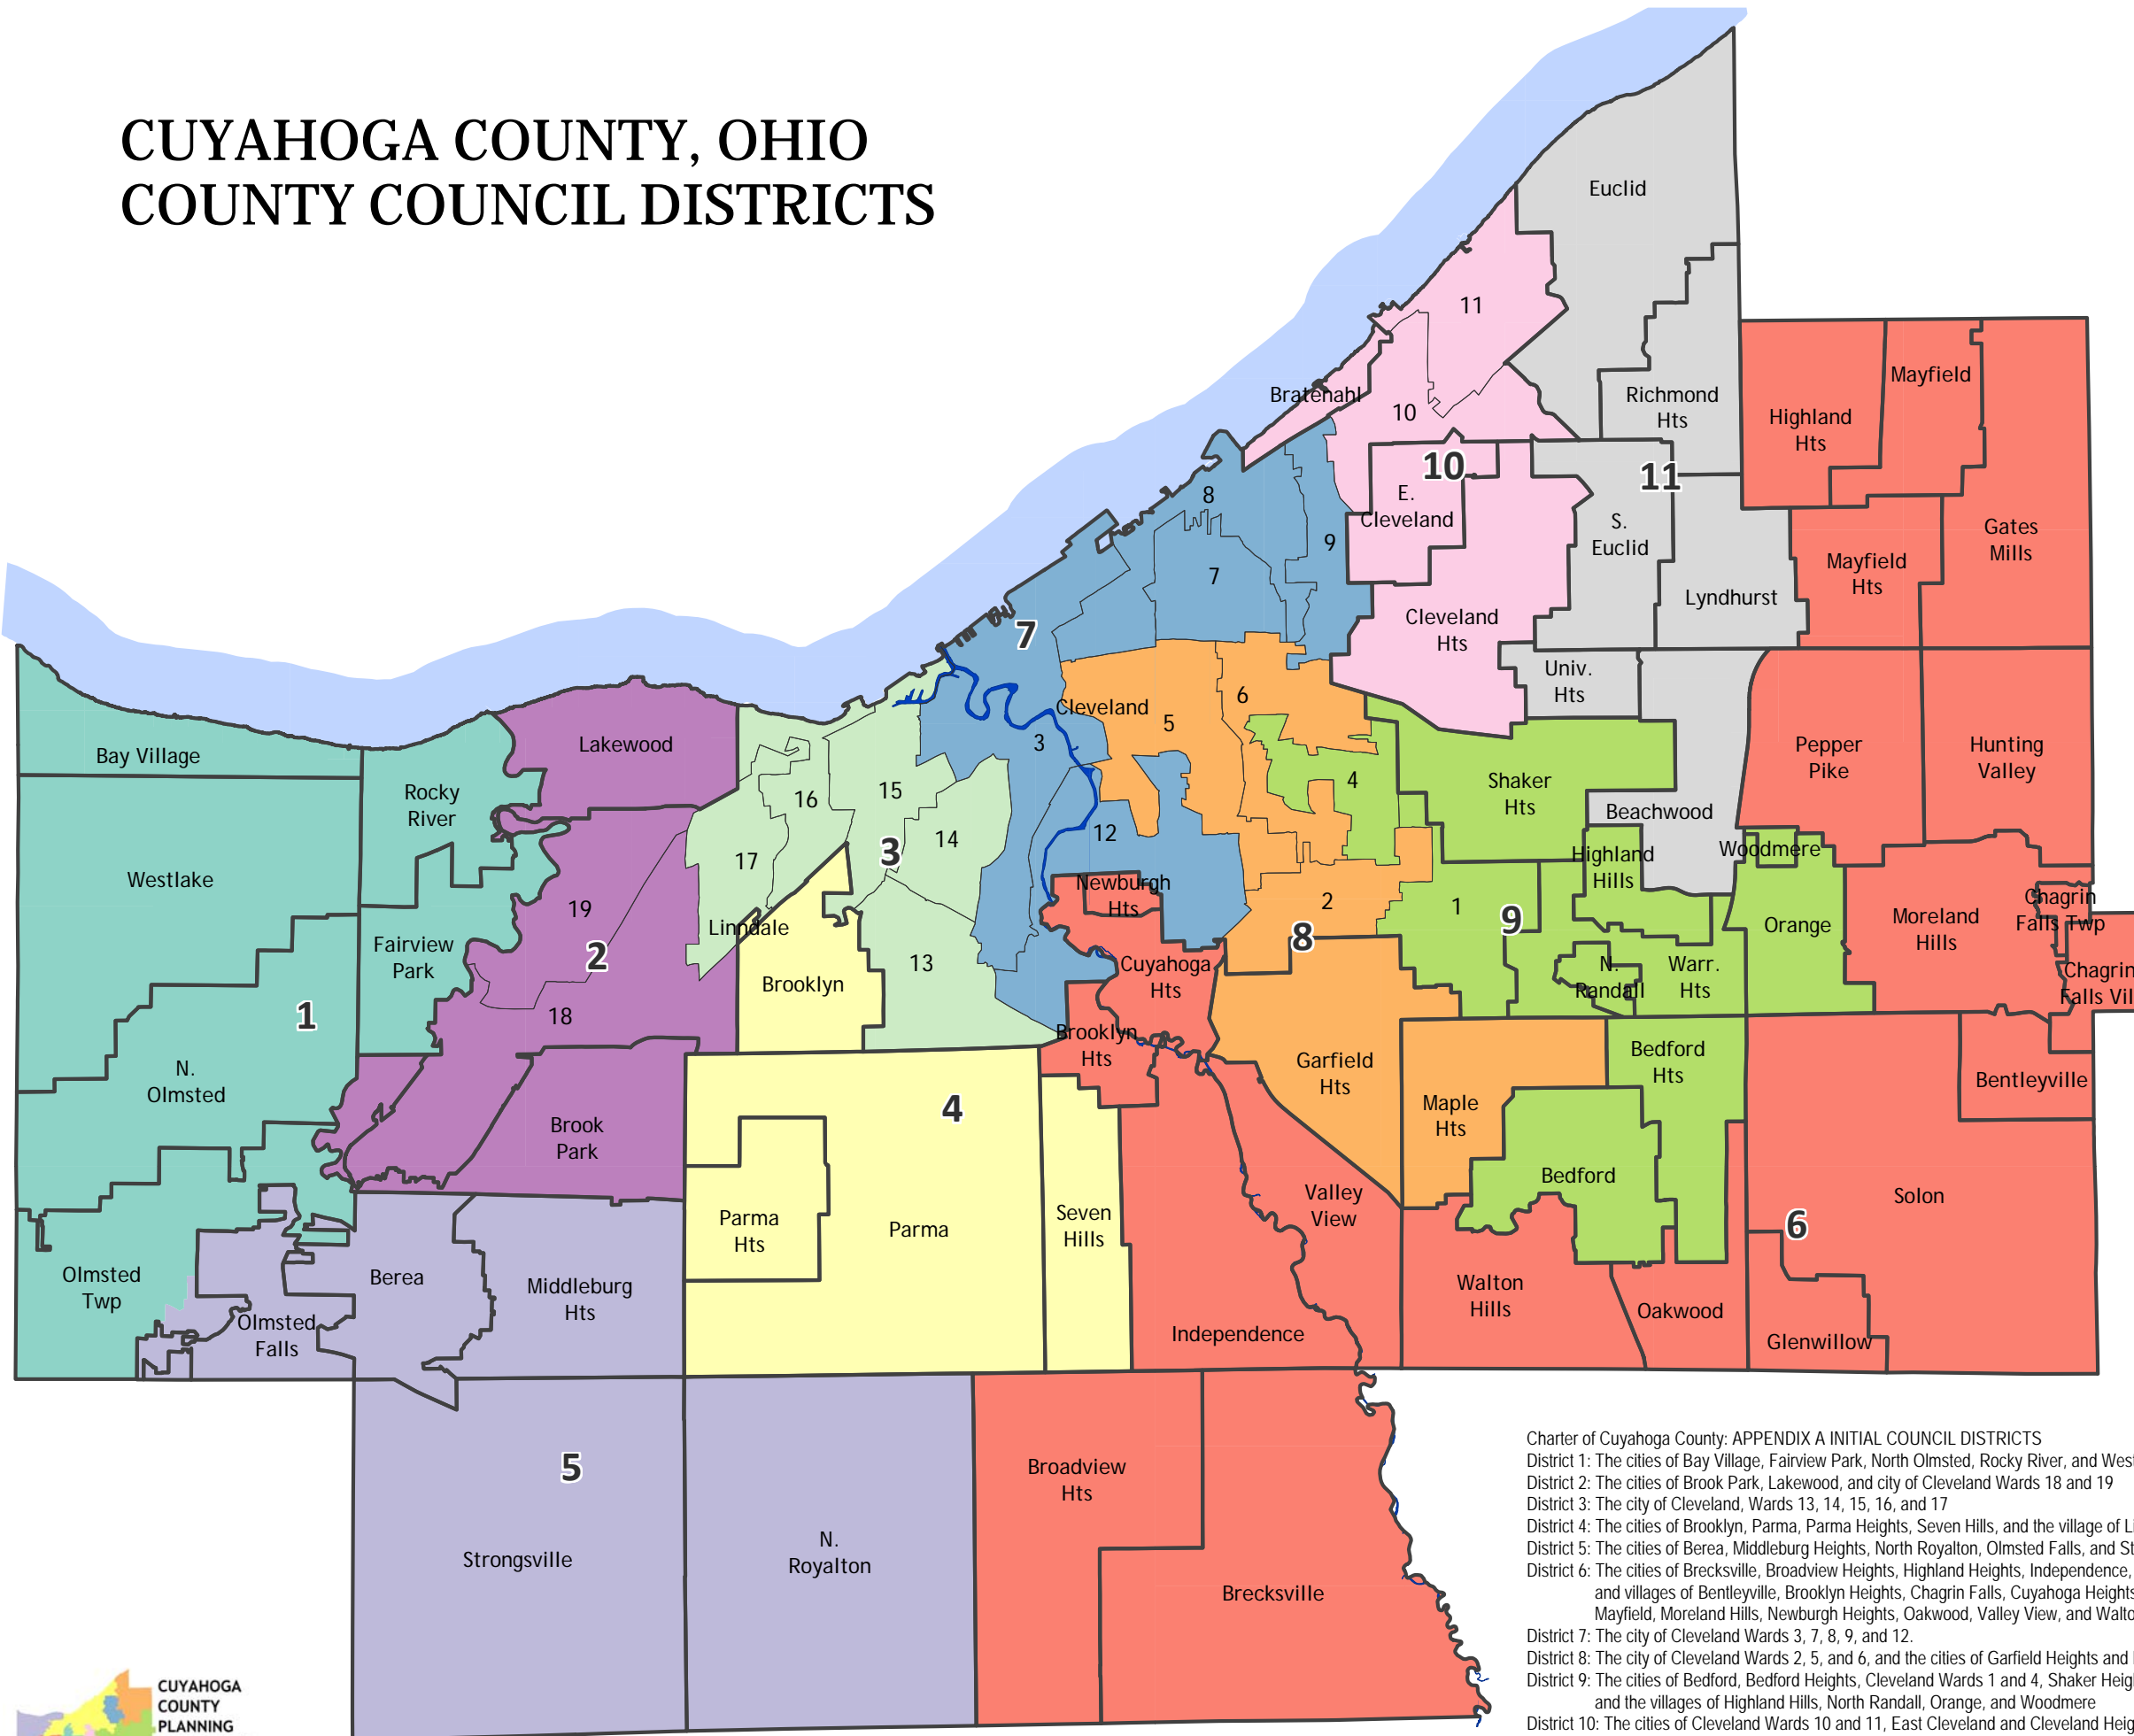 CUYAHOGA COUNTY, OHIO
COUNTY COUNCIL DISTRICTS
Euclid
11
Bratenahl
10
Richmond
Hts
Mayfield
Highland
Hts
10
11
8
E.
Cleveland
9
S.
Euclid
Gates
Mills
7
Mayfield
Hts
Lyndhurst
7
Cleveland
Hts
Univ.
Hts
6
Cleveland
5
Bay Village
Lakewood
3
Pepper
Pike
Hunting
Valley
Rocky
River
16
15
4
Shaker
Hts
Beachwood
12
14
3
17
Highland
Hills
Woodmere
Westlake
Newburgh
Hts
19
2
1
9
Chagrin
Falls Twp
Linndale
Orange
Moreland
Hills
Fairview
Park
2
8
13
Cuyahoga
Hts
N.
Randall
Warr.
Hts
Chagrin
Falls Vil
Brooklyn
1
18
Brooklyn
Hts
N.
Olmsted
Garfield
Hts
Bedford
Hts
Bentleyville
4
Maple
Hts
Brook
Park
Bedford
Valley
View
Solon
Parma
Hts
Parma
Seven
Hills
6
Olmsted
Twp
Berea
Middleburg
Hts
Walton
Hills
Oakwood
Olmsted
Falls
Independence
Glenwillow
5
Broadview
Hts
Strongsville
N.
Royalton
Brecksville
Charter of Cuyahoga County: APPENDIX A INITIAL COUNCIL DISTRICTS
District 1: The cities of Bay Village, Fairview Park, North Olmsted, Rocky River, and Wes
District 2: The cities of Brook Park, Lakewood, and city of Cleveland Wards 18 and 19
District 3: The city of Cleveland, Wards 13, 14, 15, 16, and 17
District 4: The cities of Brooklyn, Parma, Parma Heights, Seven Hills, and the village of L
District 5: The cities of Berea, Middleburg Heights, North Royalton, Olmsted Falls, and St
District 6: The cities of Brecksville, Broadview Heights, Highland Heights, Independence,
and villages of Bentleyville, Brooklyn Heights, Chagrin Falls, Cuyahoga Heights
Mayfield, Moreland Hills, Newburgh Heights, Oakwood, Valley View, and Walto
District 7: The city of Cleveland Wards 3, 7, 8, 9, and 12.
District 8: The city of Cleveland Wards 2, 5, and 6, and the cities of Garfield Heights and
District 9: The cities of Bedford, Bedford Heights, Cleveland Wards 1 and 4, Shaker Heig
and the villages of Highland Hills, North Randall, Orange, and Woodmere
District 10: The cities of Cleveland Wards 10 and 11, East Cleveland and Cleveland Heig
CUYAHOGA
COUNTY
PLANNING